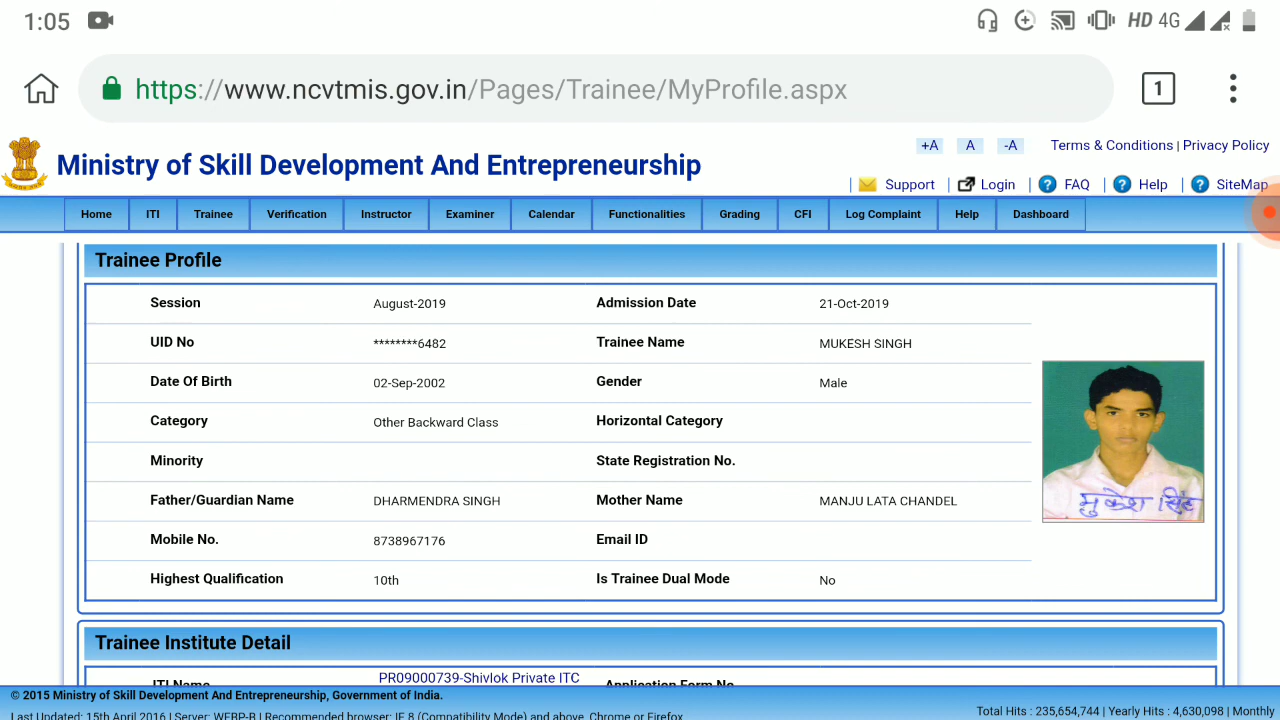 1:05 HD 4G
https://www.ncvtmis.gov.in/Pages/Trainee/MyProfile.aspx 1
+A A -A Terms & Conditions | Privacy Policy
Ministry of Skill Development And Entrepreneurship
| Support | Login | ? FAQ | ? Help | ? SiteMap
Home ITI Trainee Verification Instructor Examiner Calendar Functionalities Grading CFI Log Complaint Help Dashboard
Trainee Profile
Session August-2019 Admission Date 21-Oct-2019
UID No ********6482 Trainee Name MUKESH SINGH
Date Of Birth 02-Sep-2002 Gender Male
Category Other Backward Class Horizontal Category
Minority State Registration No.
Father/Guardian Name DHARMENDRA SINGH Mother Name MANJU LATA CHANDEL
मुकेश सिंह
Mobile No. 8738967176 Email ID
Highest Qualification 10th Is Trainee Dual Mode No
Trainee Institute Detail
ITI Name PR09000739-Shivlok Private ITC Application Form No
© 2015 Ministry of Skill Development And Entrepreneurship, Government of India.
Last Updated: 15th April 2016 | Server: WEBP-B | Recommended browser: IE 8 (Compatibility Mode) and above, Chrome or Firefox
Total Hits : 235,654,744 | Yearly Hits : 4,630,098 | Monthly